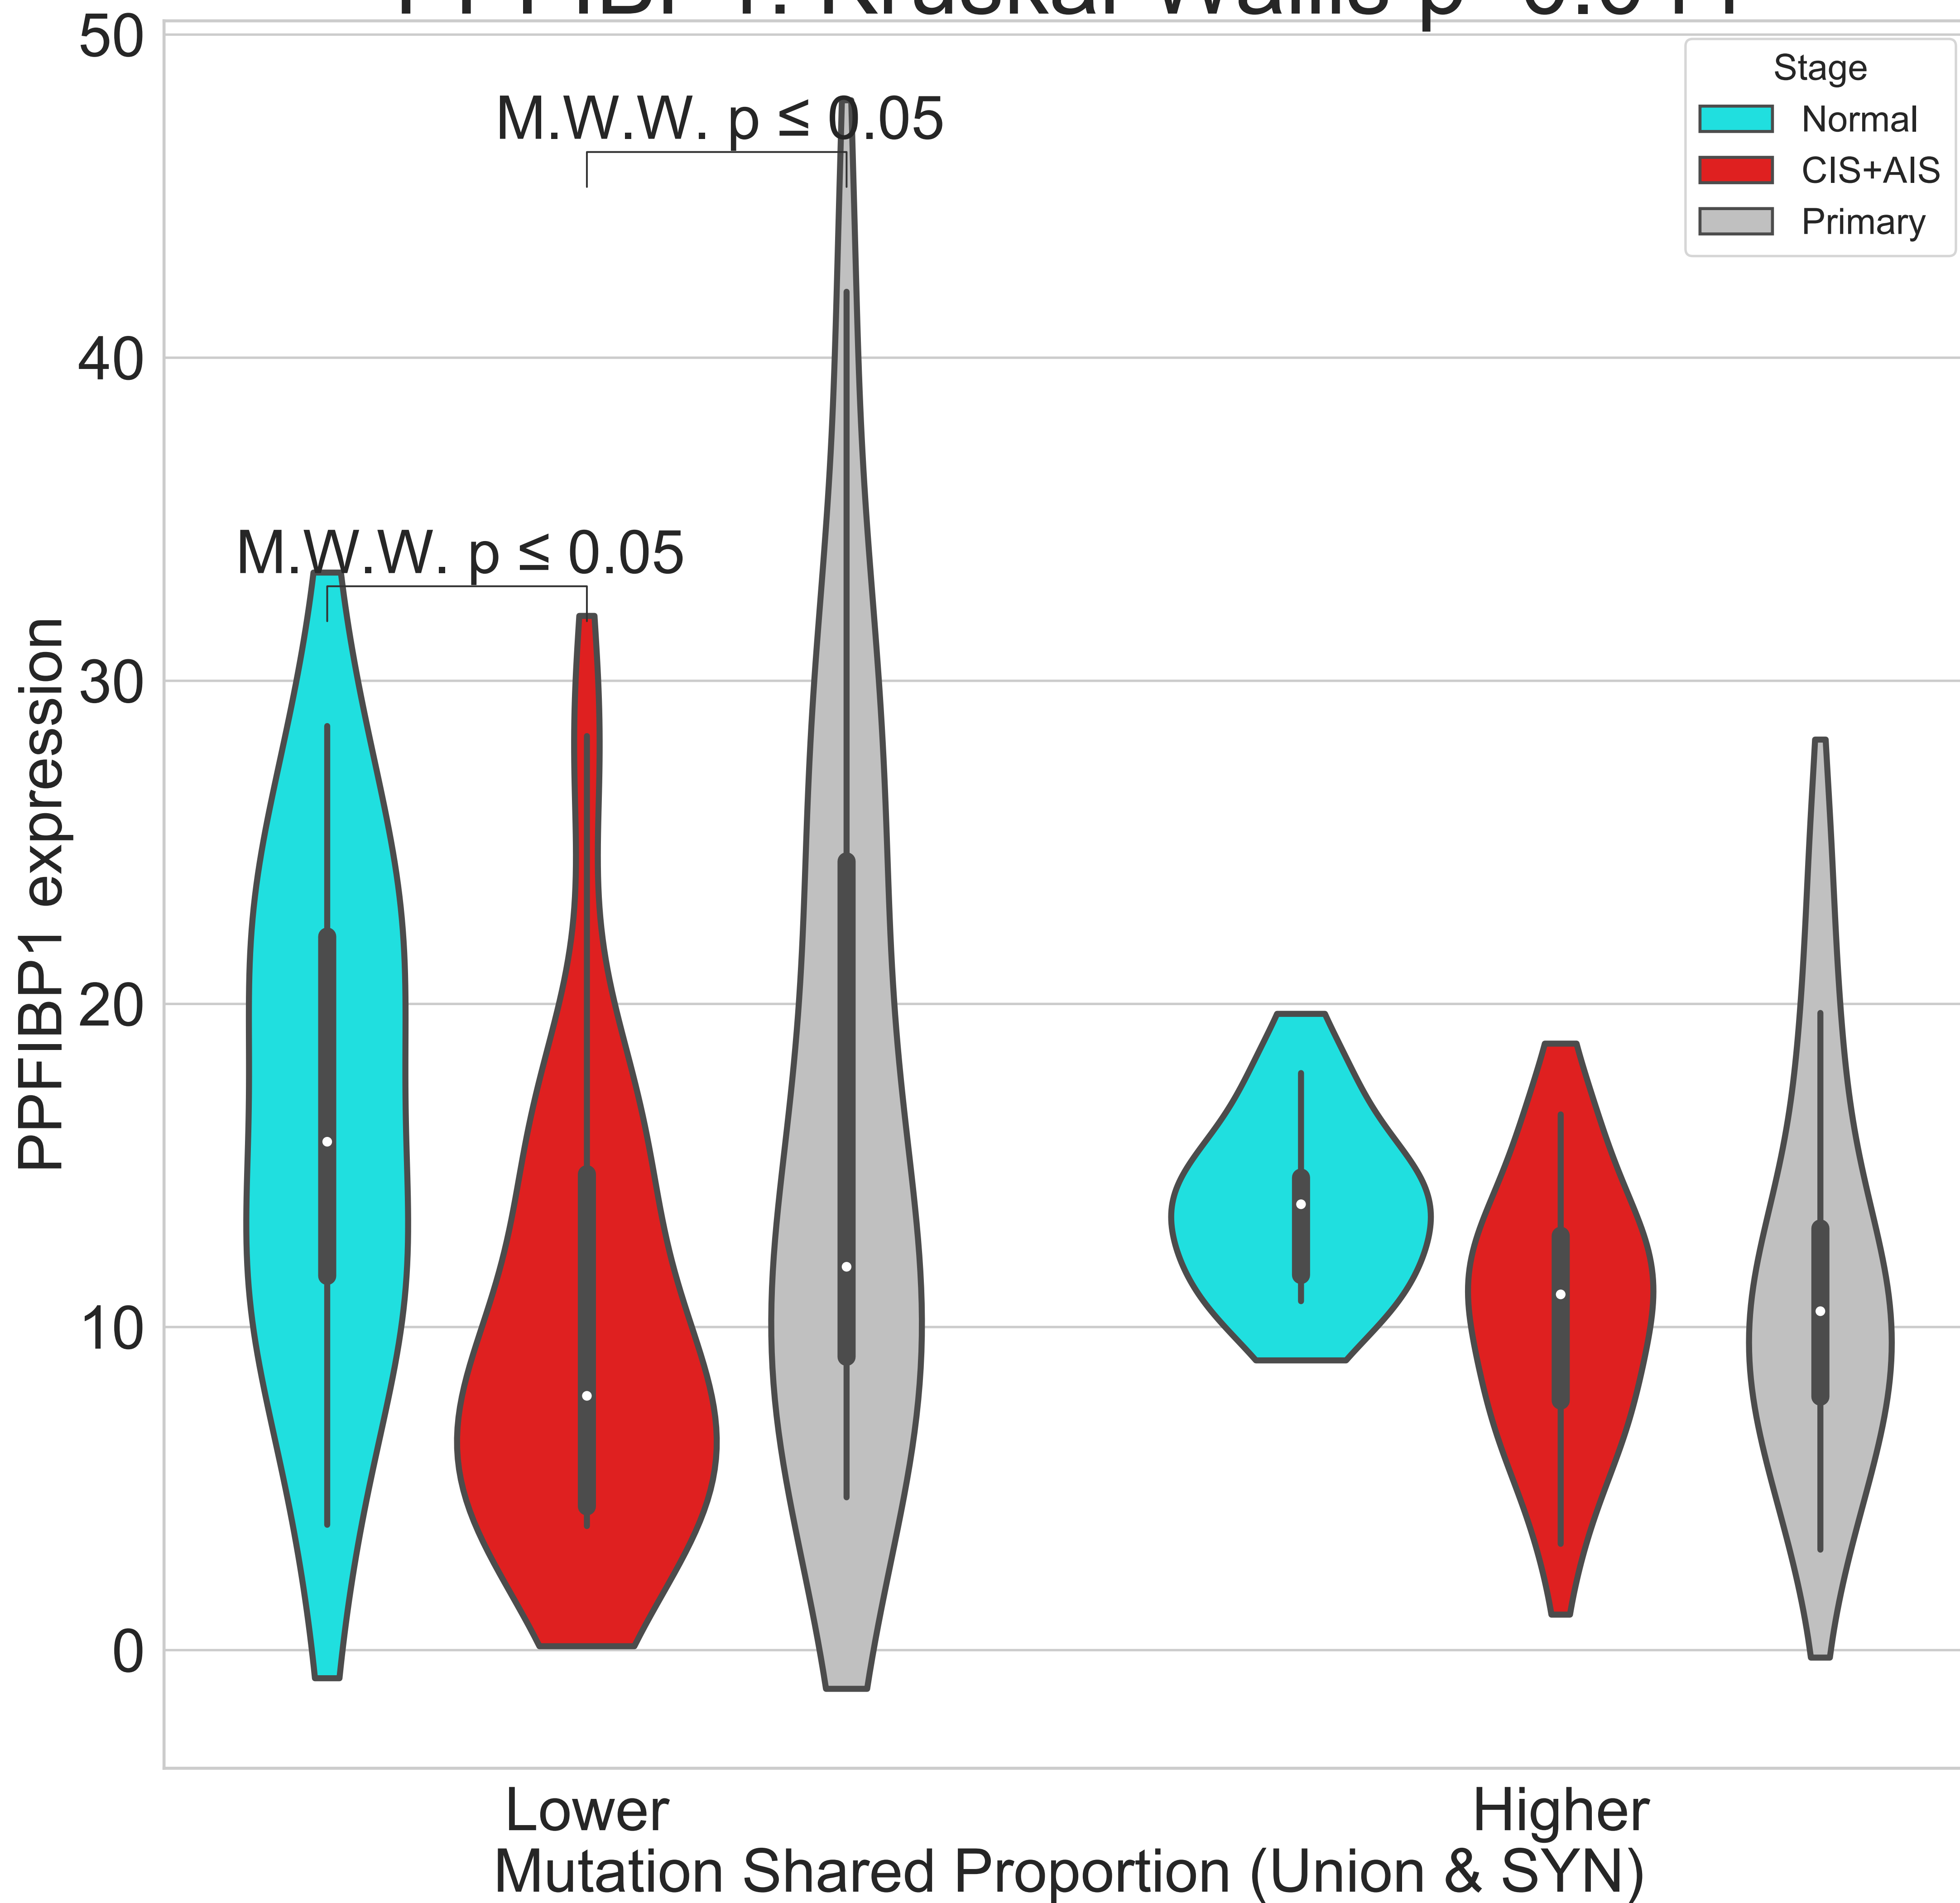 50
Stage
Normal
CIS+AIS
Primary
M.W.W. p ≤ 0.05
40
M.W.W. p ≤ 0.05
30
20
10
0
PPFIBP1 expression
Lower
Higher
Mutation Shared Proportion (Union & SYN)